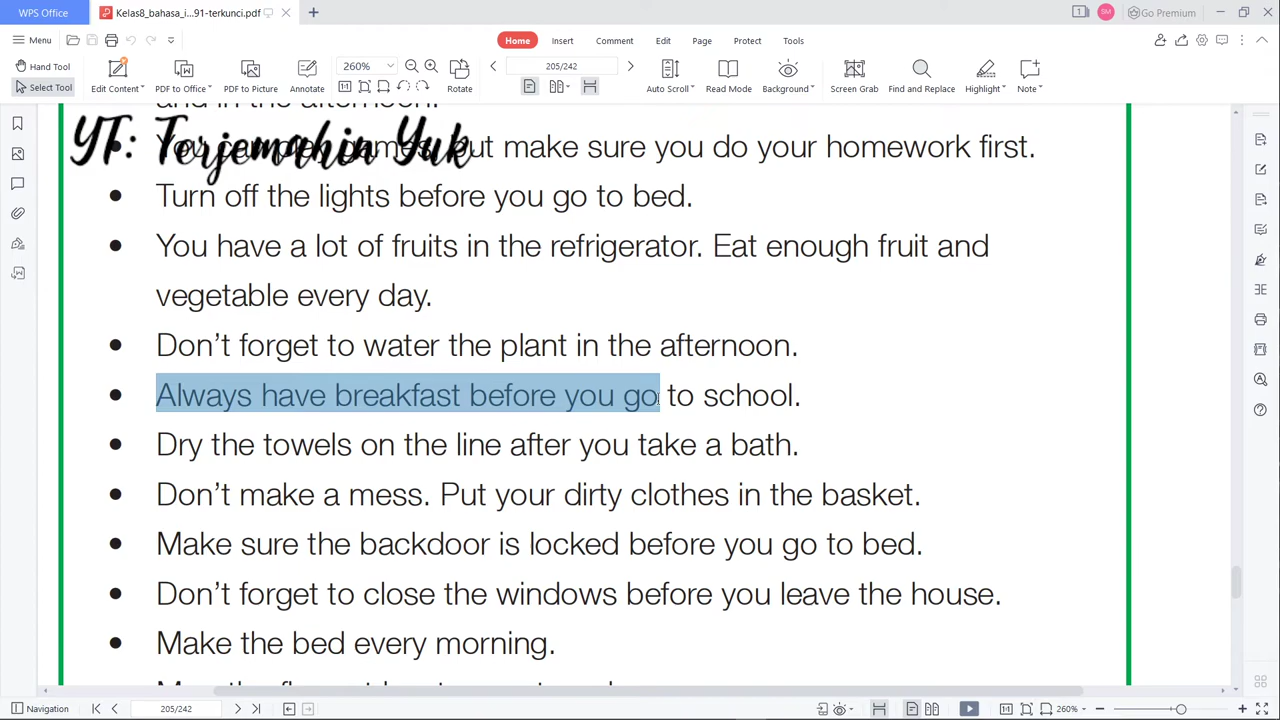 WPS Office
Kelas8_bahasa_i...91-terkunci.pdf
Go Premium
Menu
Home
Insert
Comment
Edit
Page
Protect
Tools
Hand Tool
Select Tool
Edit Content
PDF to Office
PDF to Picture
Annotate
260%
Rotate
205/242
Auto Scroll
Read Mode
Background
Screen Grab
Find and Replace
Highlight
Note
and in the afternoon.
YT: Terjemahin Yuk
You can games, but make sure you do your homework first.
Turn off the lights before you go to bed.
You have a lot of fruits in the refrigerator. Eat enough fruit and
vegetable every day.
Don't forget to water the plant in the afternoon.
Always have breakfast before you go to school.
Dry the towels on the line after you take a bath.
Don't make a mess. Put your dirty clothes in the basket.
Make sure the backdoor is locked before you go to bed.
Don't forget to close the windows before you leave the house.
Make the bed every morning.
Navigation
205/242
260%